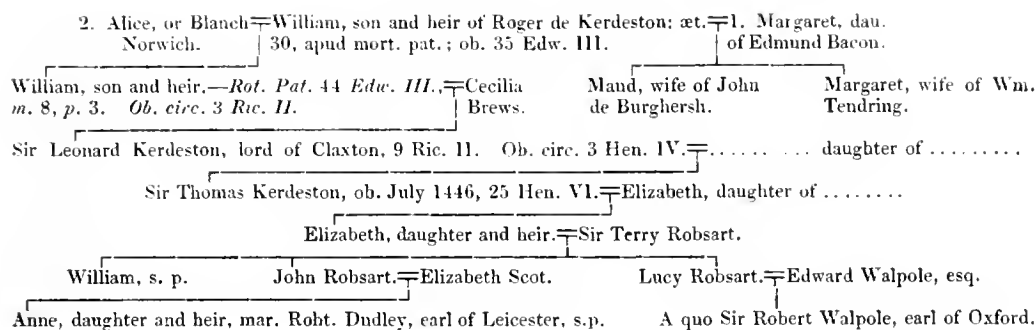 2. Alice, or Blanch╤William, son and heir of Roger de Kerdeston: æt.╤1. Margaret, dau.
Norwich. 30, apud mort. pat.; ob. 35 Edw. III. of Edmund Bacon.
William, son and heir.—Rot. Pat. 44 Edw. III.,╤Cecilia Maud, wife of John Margaret, wife of Wm.
m. 8, p. 3. Ob. circ. 3 Ric. II. Brews. de Burghersh. Tendring.
Sir Leonard Kerdeston, lord of Claxton, 9 Ric. II. Ob. circ. 3 Hen. IV.╤...... ... daughter of .........
Sir Thomas Kerdeston, ob. July 1446, 25 Hen. VI.╤Elizabeth, daughter of ........
Elizabeth, daughter and heir.╤Sir Terry Robsart.
William, s. p. John Robsart.╤Elizabeth Scot. Lucy Robsart.╤Edward Walpole, esq.
Anne, daughter and heir, mar. Robt. Dudley, earl of Leicester, s.p. A quo Sir Robert Walpole, earl of Oxford.